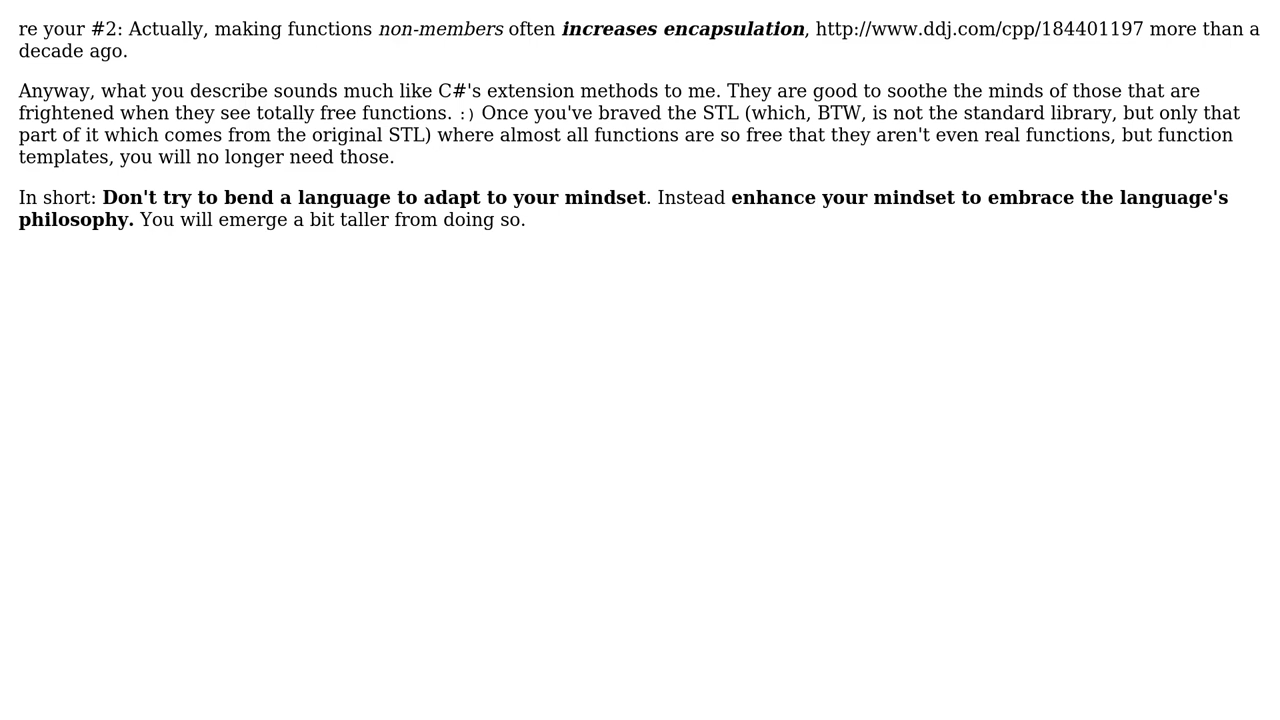 re your #2: Actually, making functions non-members often increases encapsulation, http://www.ddj.com/cpp/184401197 more than a
decade ago.
Anyway, what you describe sounds much like C#'s extension methods to me. They are good to soothe the minds of those that are
frightened when they see totally free functions. :) Once you've braved the STL (which, BTW, is not the standard library, but only that
part of it which comes from the original STL) where almost all functions are so free that they aren't even real functions, but function
templates, you will no longer need those.
In short: Don't try to bend a language to adapt to your mindset. Instead enhance your mindset to embrace the language's
philosophy. You will emerge a bit taller from doing so.